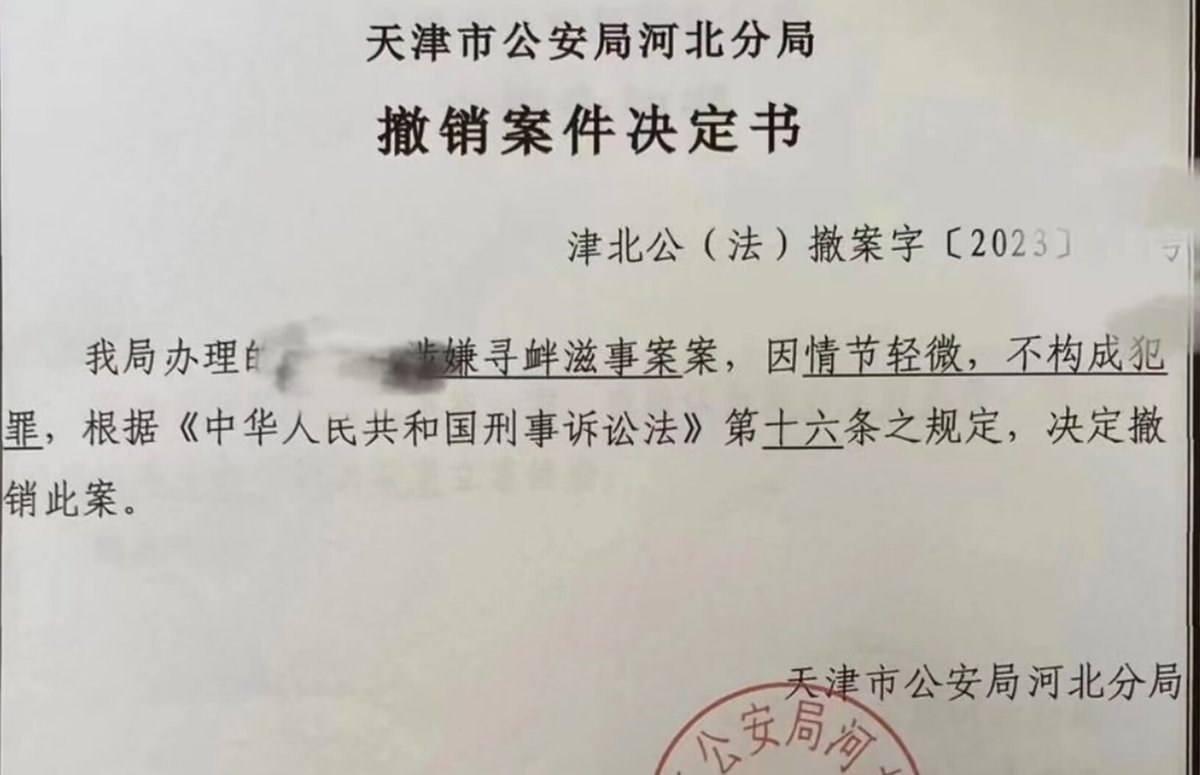 天津市公安局河北分局
撤销案件决定书
津北公（法）撤案字〔2023〕号
我局办理的涉嫌寻衅滋事案案，因情节轻微，不构成犯
罪，根据《中华人民共和国刑事诉讼法》第十六条之规定，决定撤
销此案。
天津市公安局河北分局
公安局河